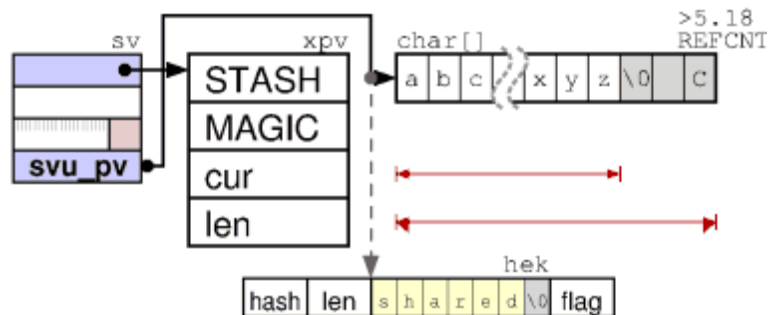 >5.18
sv xpv char[] REFCNT
STASH a b c x y z \0 C
MAGIC
svu_pv cur
len
hek
hash len s h a r e d \0 flag